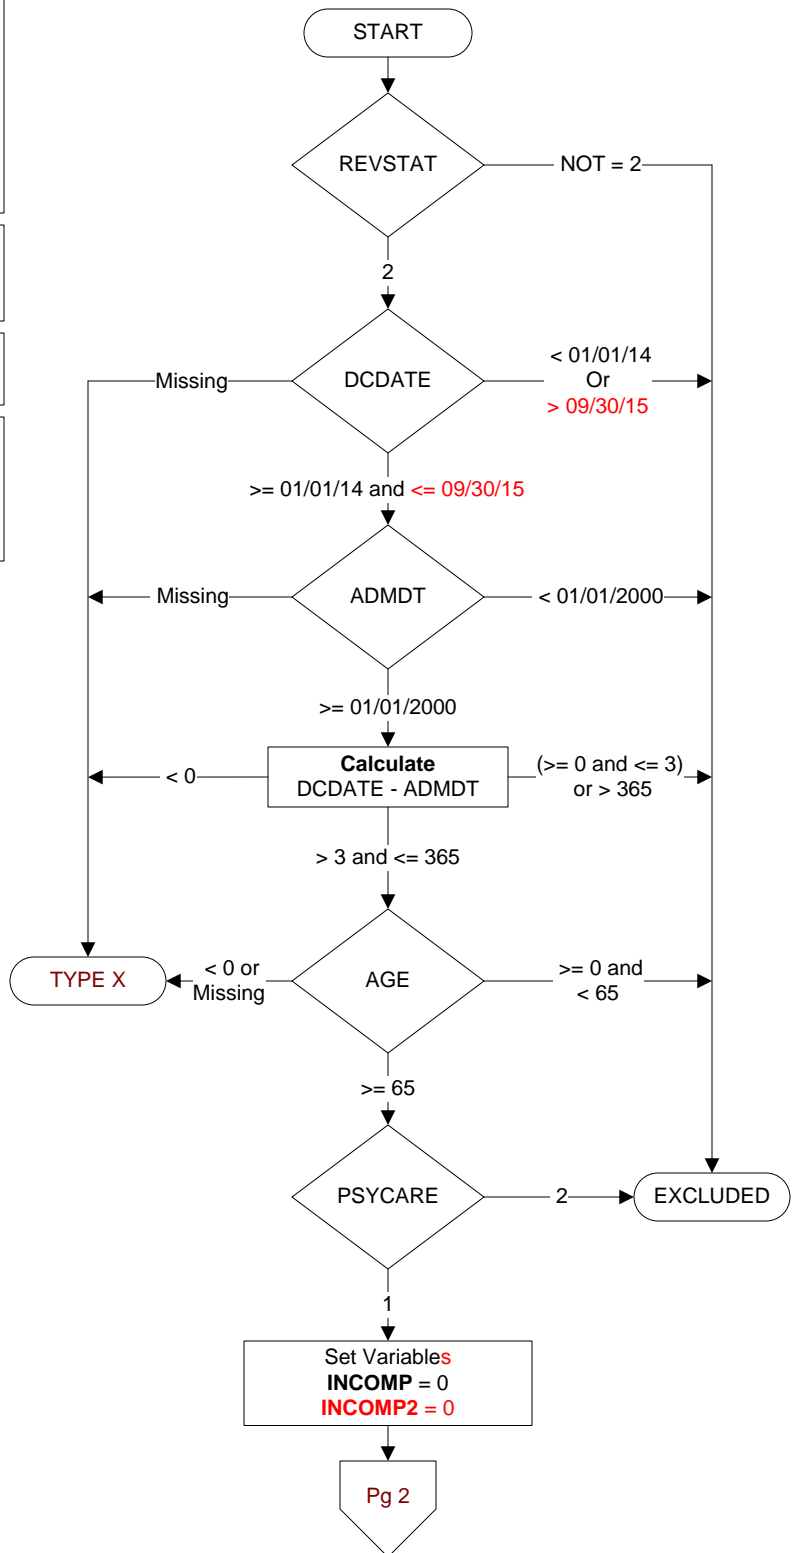 START
REVSTAT
NOT = 2
2
Missing
DCDATE
< 01/01/14
Or
> 09/30/15
>= 01/01/14 and <= 09/30/15
Missing
ADMDT
< 01/01/2000
>= 01/01/2000
< 0
Calculate
DCDATE - ADMDT
(>= 0 and <= 3)
or > 365
> 3 and <= 365
TYPE X
< 0 or
Missing
AGE
>= 0 and
< 65
>= 65
PSYCARE
2
EXCLUDED
1
Set Variables
INCOMP = 0
INCOMP2 = 0
Pg 2